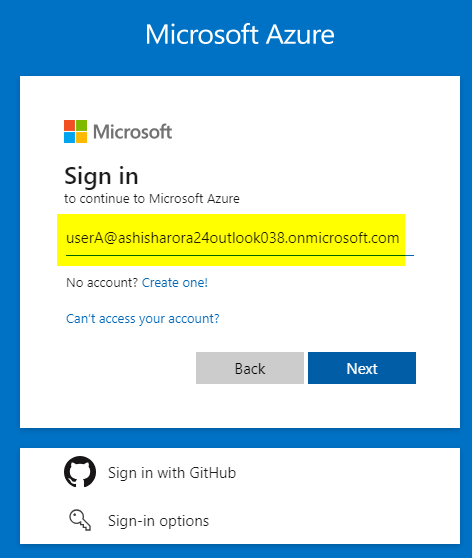 Microsoft Azure
Microsoft
Sign in
to continue to Microsoft Azure
userA@ashisharora24outlook038.onmicrosoft.com
No account? Create one!
Can't access your account?
Back Next
Sign in with GitHub
Sign-in options